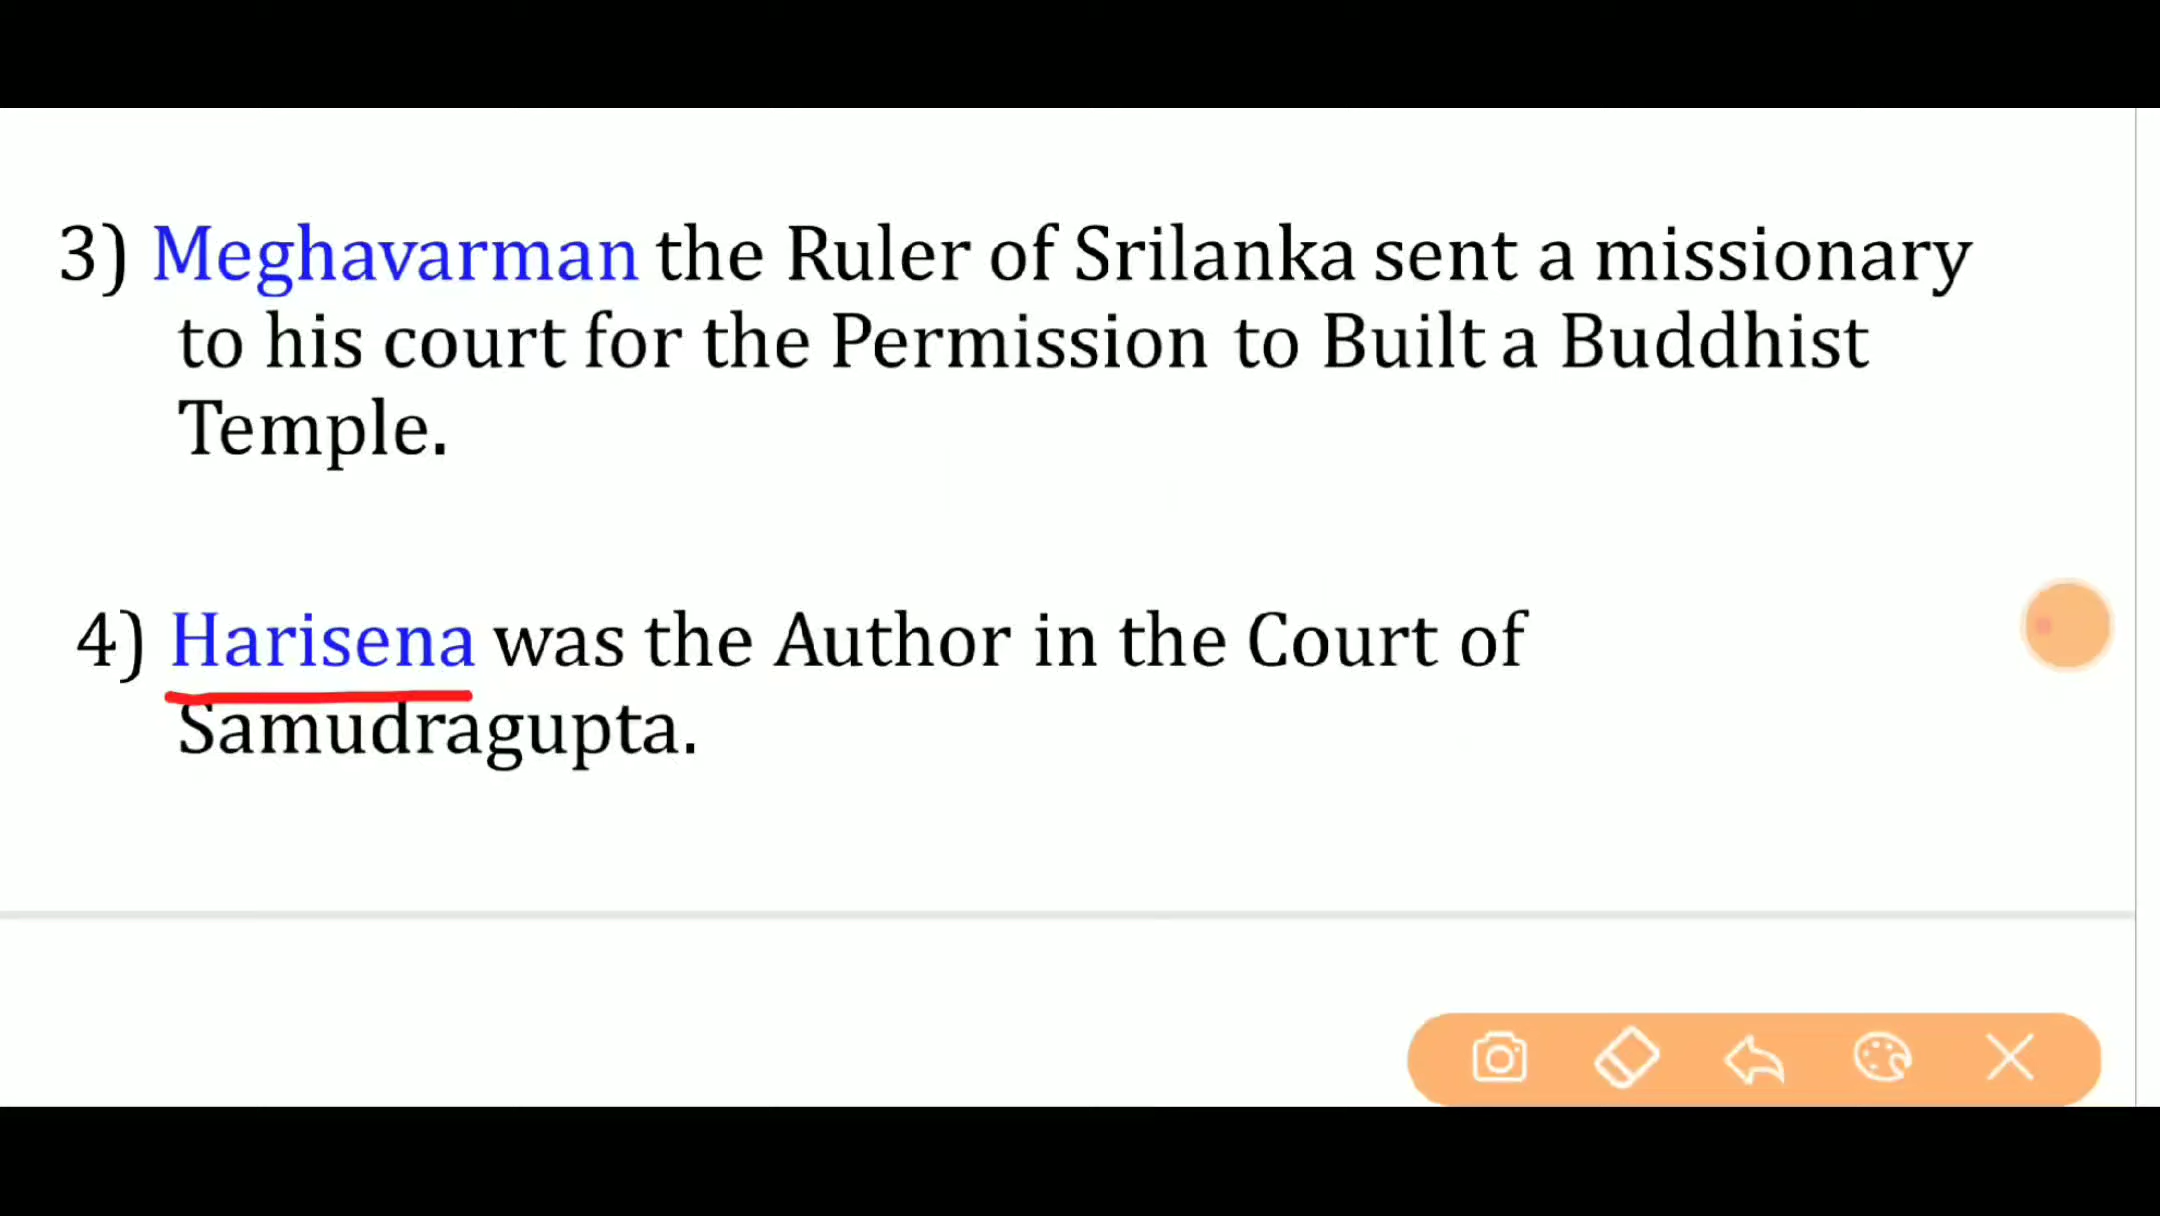 3) Meghavarman the Ruler of Srilanka sent a missionary
to his court for the Permission to Built a Buddhist
Temple.
4) Harisena was the Author in the Court of
Samudragupta.